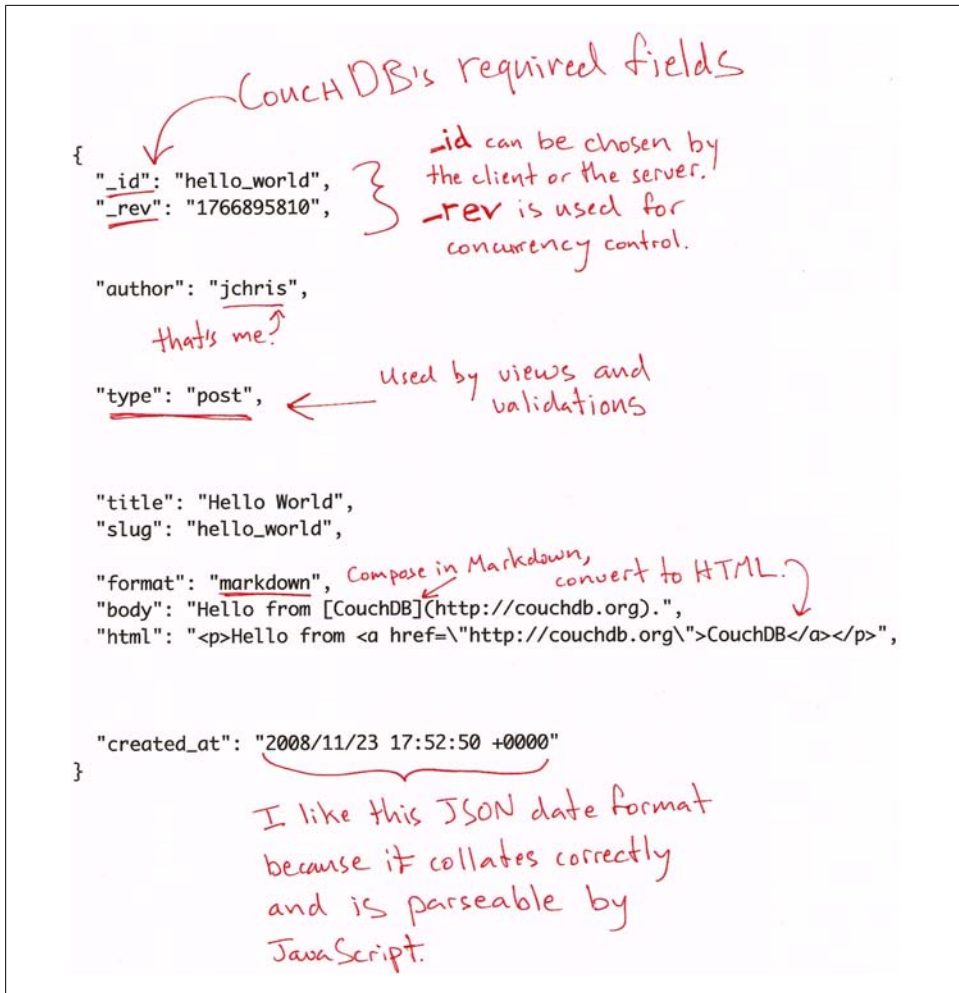 CouchDB's required fields
{
"_id": "hello_world",
"_rev": "1766895810",
_id can be chosen by
the client or the server.
_rev is used for
concurrency control.
"author": "jchris",
that's me!
"type": "post",
Used by views and
validations
"title": "Hello World",
"slug": "hello_world",
"format": "markdown",
Compose in Markdown,
convert to HTML.
"body": "Hello from [CouchDB](http://couchdb.org).",
"html": "<p>Hello from <a href=\"http://couchdb.org\">CouchDB</a></p>",
"created_at": "2008/11/23 17:52:50 +0000"
}
I like this JSON date format
because it collates correctly
and is parseable by
JavaScript.